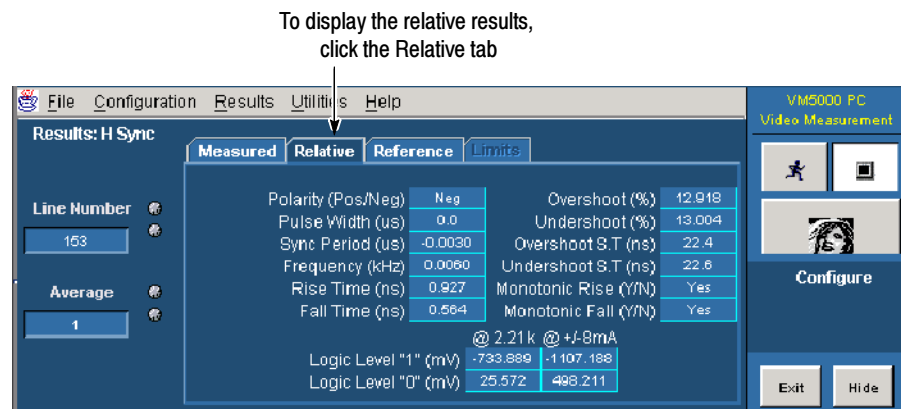 To display the relative results,
click the Relative tab
File Configuration Results Utilities Help
VM5000 PC
Video Measurement
Results: H Sync
Measured Relative Reference Limits
Line Number
153
Average
1
Polarity (Pos/Neg) Neg Overshoot (%) 12.918
Pulse Width (us) 0.0 Undershoot (%) 13.004
Sync Period (us) -0.0030 Overshoot S.T (ns) 22.4
Frequency (kHz) 0.0060 Undershoot S.T (ns) 22.6
Rise Time (ns) 0.927 Monotonic Rise (Y/N) Yes
Fall Time (ns) 0.564 Monotonic Fall (Y/N) Yes
@ 2.21k @ +/-8mA
Logic Level "1" (mV) -733.889 -1107.188
Logic Level "0" (mV) 25.572 498.211
Configure
Exit Hide